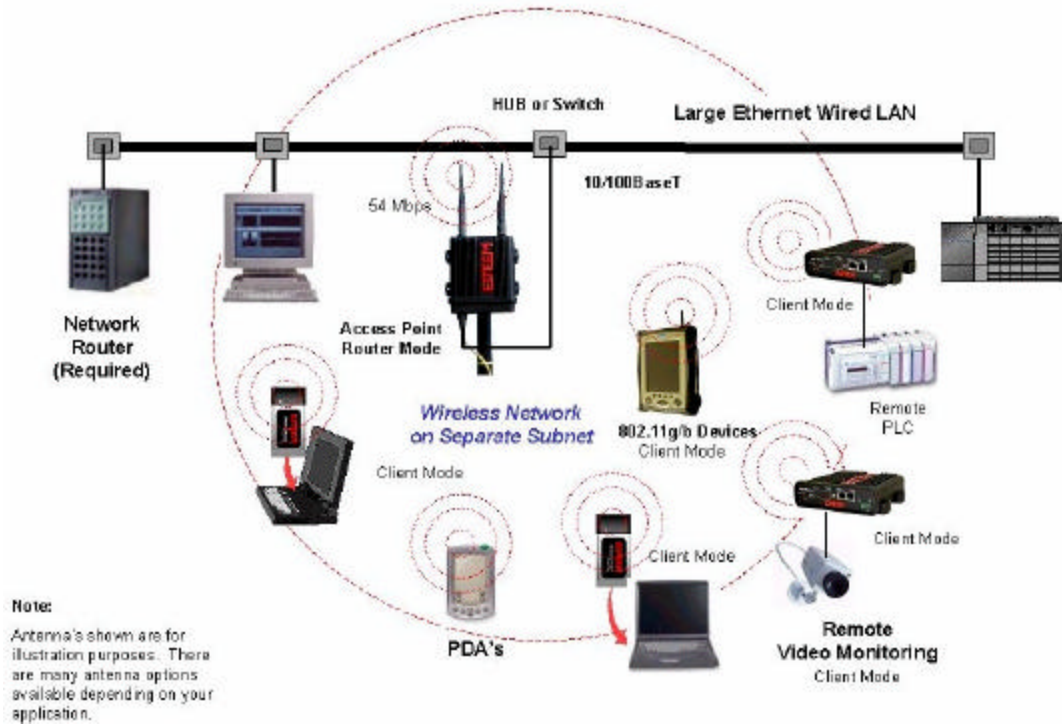 HUB or Switch
Large Ethernet Wired LAN
10/100BaseT
54 Mbps
Client Mode
Network
Router
(Required)
Access Point
Router Mode
Wireless Network
on Separate Subnet
802.11g/b Devices
Client Mode
Remote
PLC
Client Mode
Client Mode
Client Mode
PDA's
Remote
Video Monitoring
Client Mode
Note:
Antenna's shown are for
illustration purposes. There
are many antenna options
available depending on your
application.